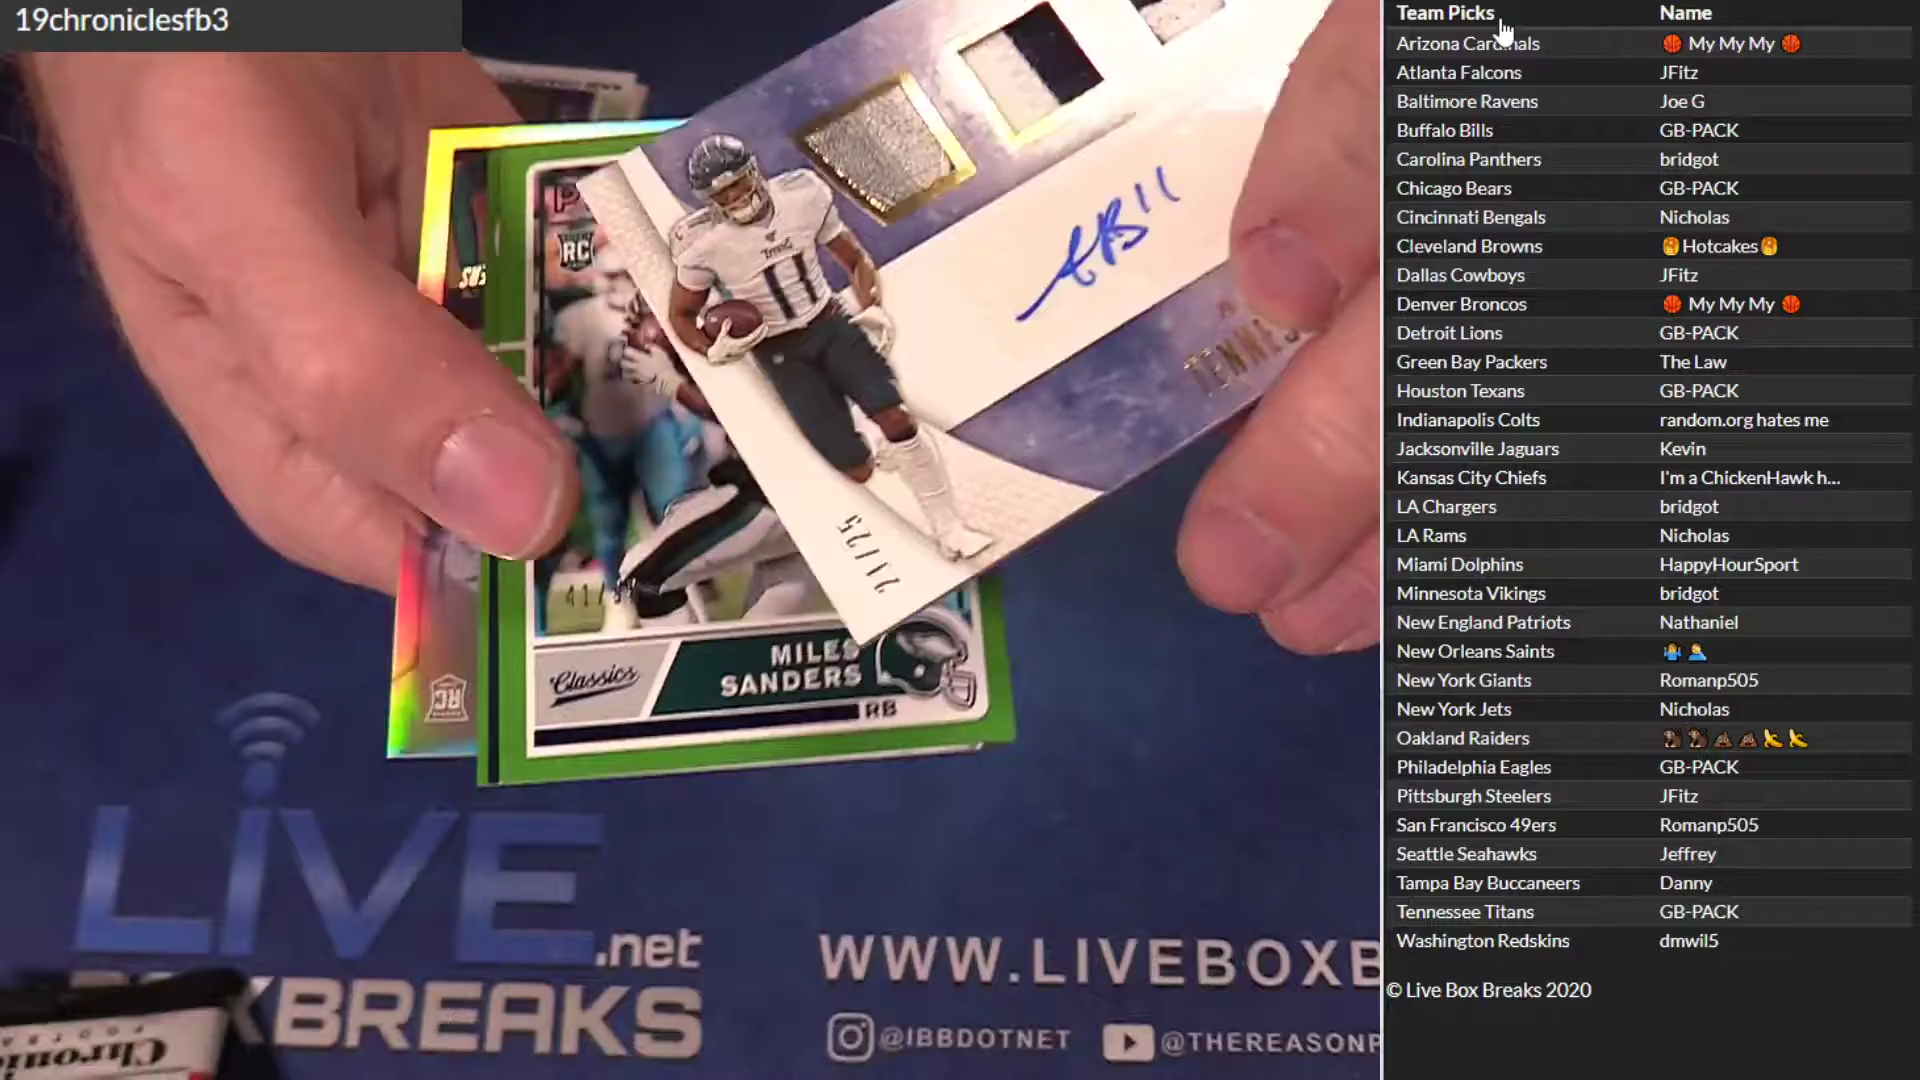 19chroniclesfb3
Team Picks Name
Arizona Cardinals 🏀 My My My 🏀
Atlanta Falcons JFitz
Baltimore Ravens Joe G
Buffalo Bills GB-PACK
Carolina Panthers bridgot
Chicago Bears GB-PACK
Cincinnati Bengals Nicholas
Cleveland Browns 🥞Hotcakes🥞
Dallas Cowboys JFitz
Denver Broncos 🏀 My My My 🏀
Detroit Lions GB-PACK
Green Bay Packers The Law
Houston Texans GB-PACK
Indianapolis Colts random.org hates me
Jacksonville Jaguars Kevin
Kansas City Chiefs I'm a ChickenHawk h...
LA Chargers bridgot
LA Rams Nicholas
Miami Dolphins HappyHourSport
Minnesota Vikings bridgot
New England Patriots Nathaniel
New Orleans Saints
New York Giants Romanp505
New York Jets Nicholas
Oakland Raiders
Philadelphia Eagles GB-PACK
Pittsburgh Steelers JFitz
San Francisco 49ers Romanp505
Seattle Seahawks Jeffrey
Tampa Bay Buccaneers Danny
Tennessee Titans GB-PACK
Washington Redskins dmwil5
© Live Box Breaks 2020
RC
11
AB11
21/25
MILES
SANDERS
Classics
RB
RC
LIVE
.net
BOXBREAKS
WWW.LIVEBOXB
@IBBDOTNET
@THEREASONP